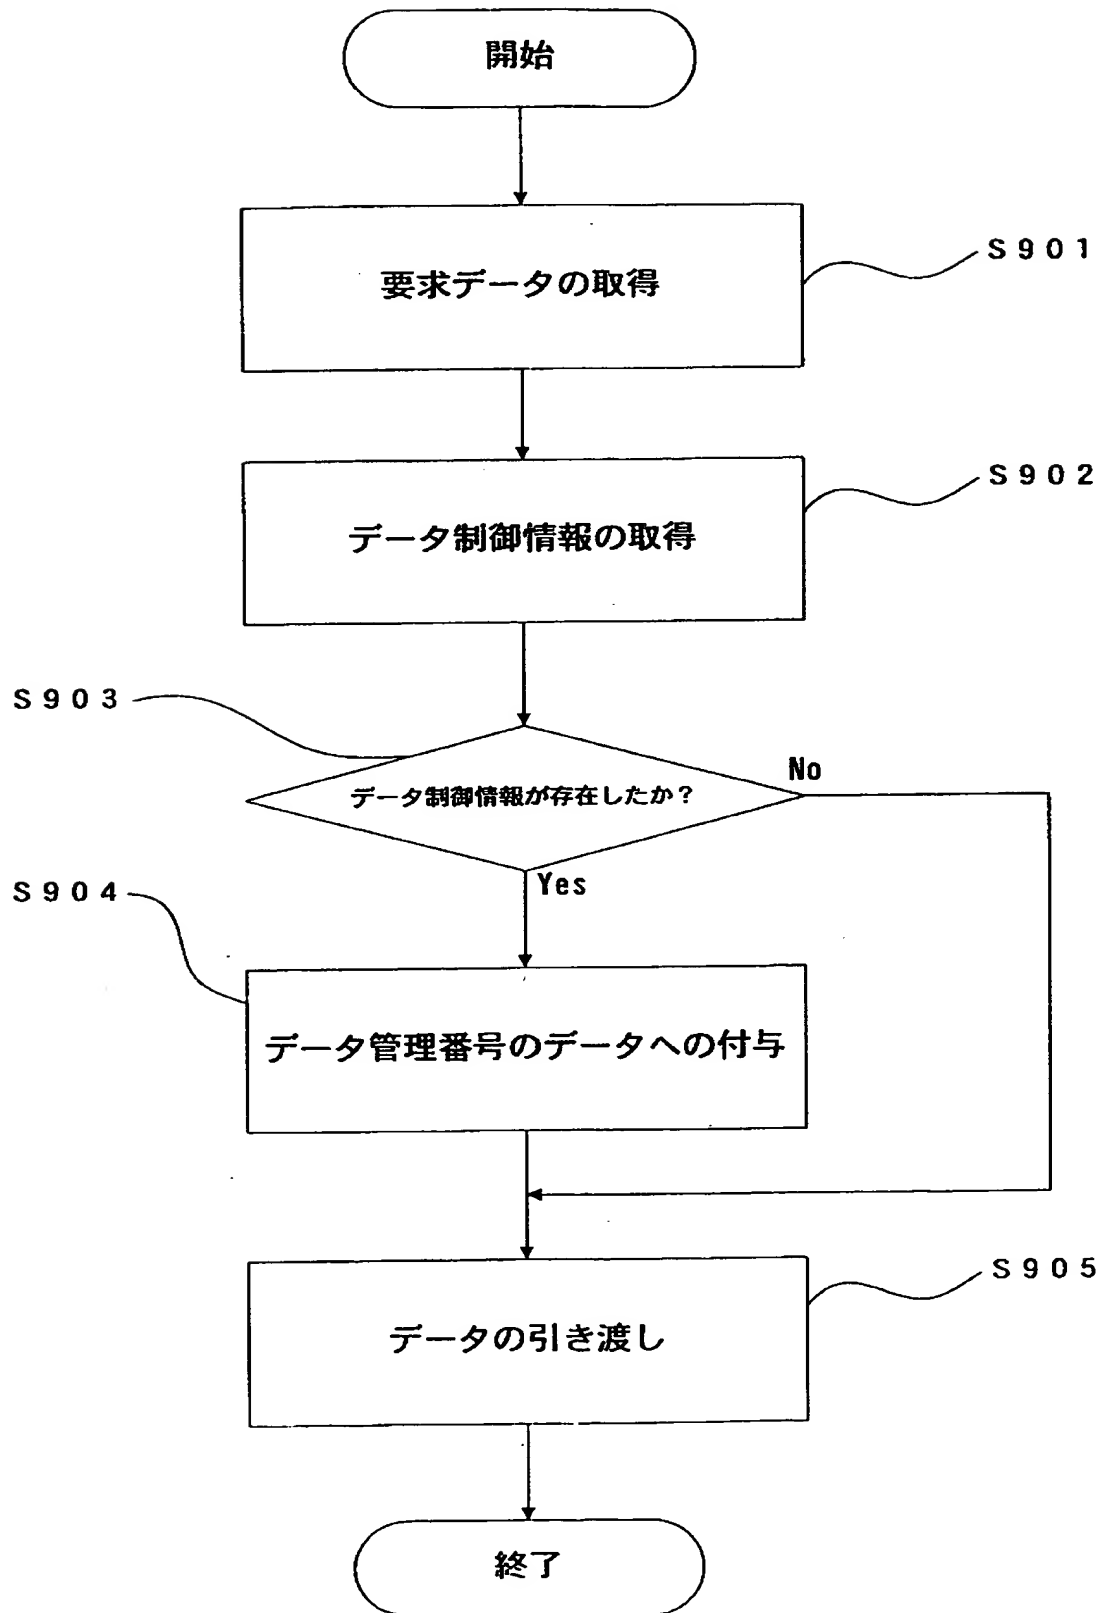 開始
要求データの取得
S901
データ制御情報の取得
S902
S903
データ制御情報が存在したか？
No
Yes
S904
データ管理番号のデータへの付与
データの引き渡し
S905
終了